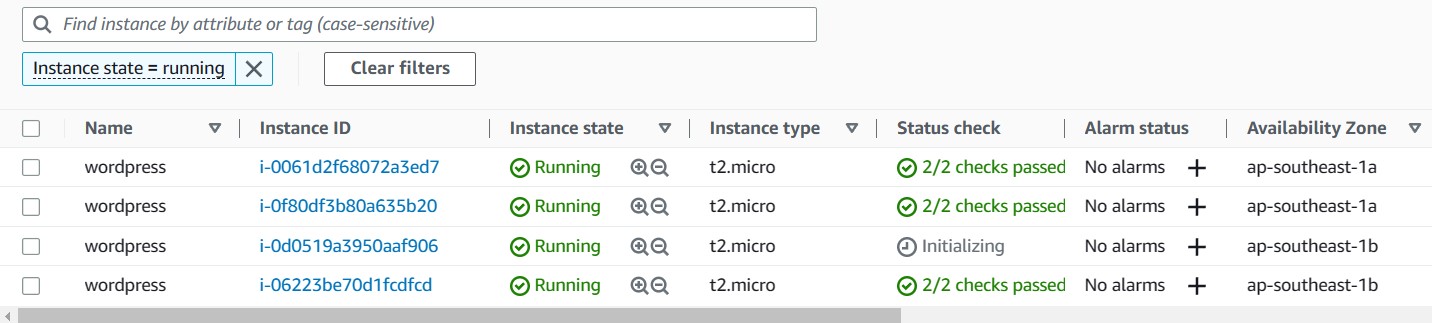 Find instance by attribute or tag (case-sensitive)
Instance state = running Clear filters
Name Instance ID Instance state Instance type Status check Alarm status Availability Zone
wordpress i-0061d2f68072a3ed7 Running t2.micro 2/2 checks passed No alarms ap-southeast-1a
wordpress i-0f80df3b80a635b20 Running t2.micro 2/2 checks passed No alarms ap-southeast-1a
wordpress i-0d0519a3950aaf906 Running t2.micro Initializing No alarms ap-southeast-1b
wordpress i-06223be70d1fcdfcd Running t2.micro 2/2 checks passed No alarms ap-southeast-1b